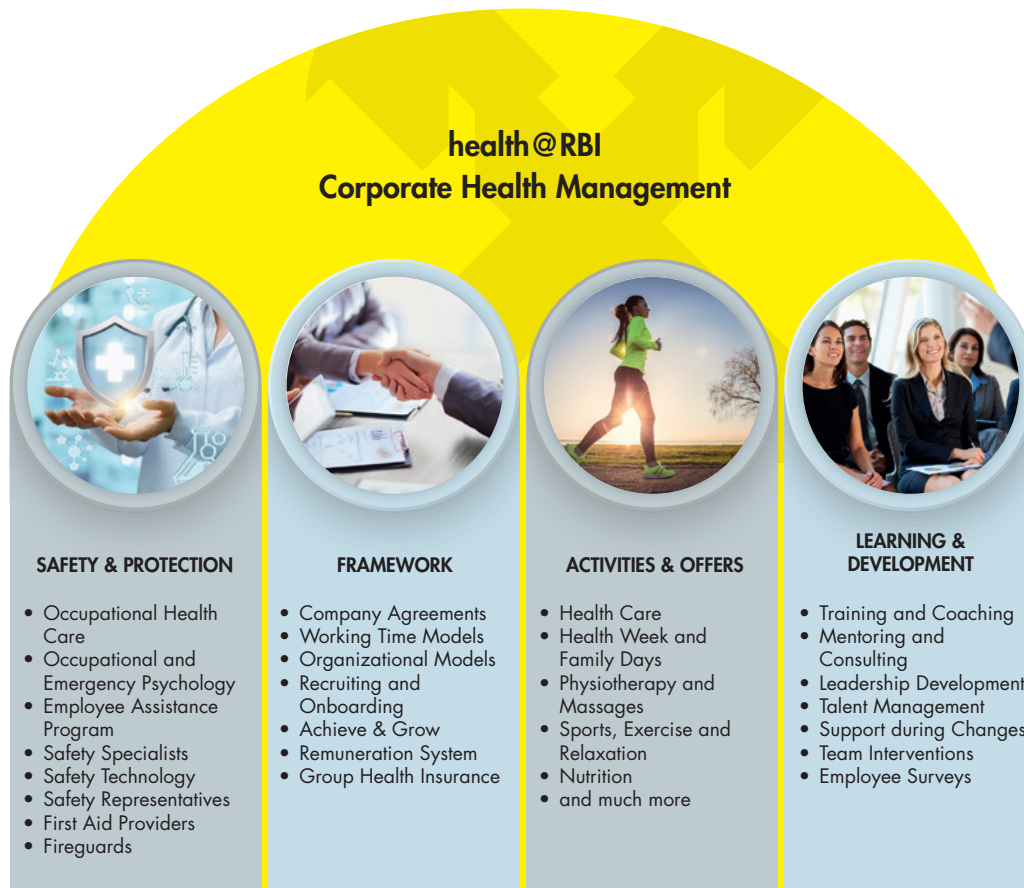 health@RBI
Corporate Health Management
SAFETY & PROTECTION
• Occupational Health
Care
• Occupational and
Emergency Psychology
• Employee Assistance
Program
• Safety Specialists
• Safety Technology
• Safety Representatives
• First Aid Providers
• Fireguards
FRAMEWORK
• Company Agreements
• Working Time Models
• Organizational Models
• Recruiting and
Onboarding
• Achieve & Grow
• Remuneration System
• Group Health Insurance
ACTIVITIES & OFFERS
• Health Care
• Health Week and
Family Days
• Physiotherapy and
Massages
• Sports, Exercise and
Relaxation
• Nutrition
• and much more
LEARNING &
DEVELOPMENT
• Training and Coaching
• Mentoring and
Consulting
• Leadership Development
• Talent Management
• Support during Changes
• Team Interventions
• Employee Surveys